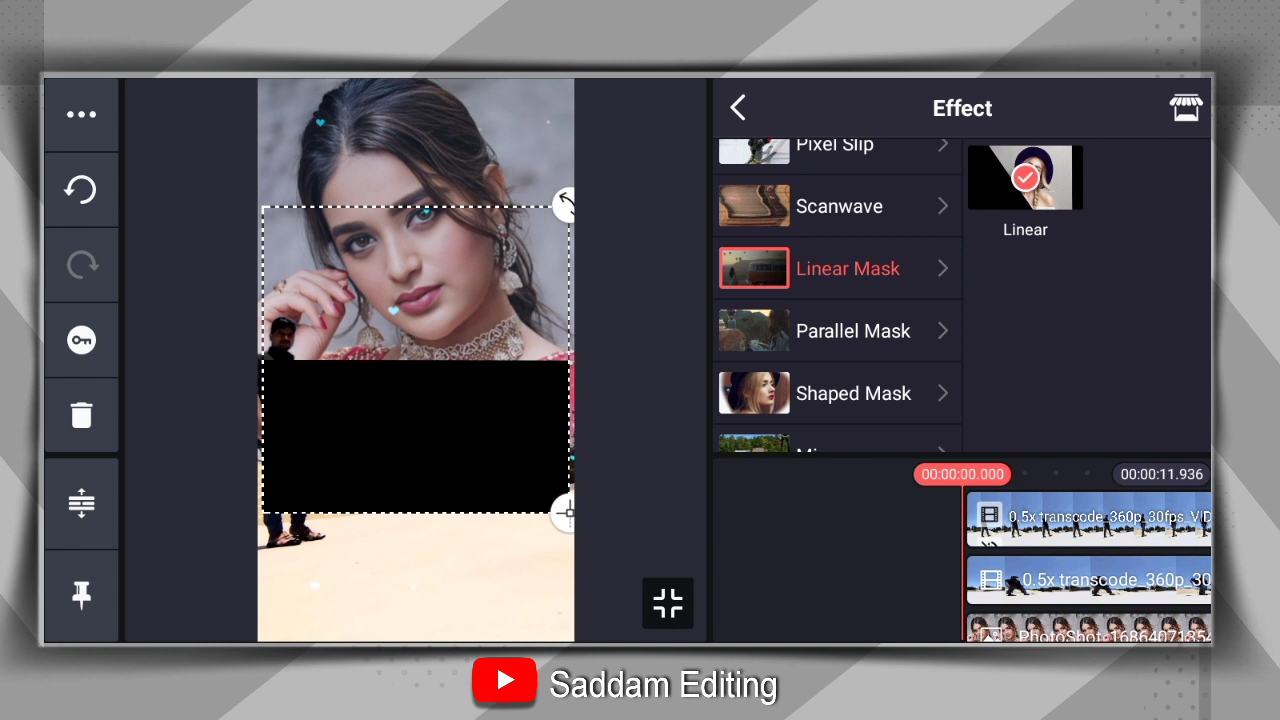 Effect
Pixel Slip
Scanwave
Linear Mask
Parallel Mask
Shaped Mask
Linear
00:00:00.000
00:00:11.936
0.5x transcode_360p_30fps_VID
0.5x transcode_360p_30
Saddam Editing